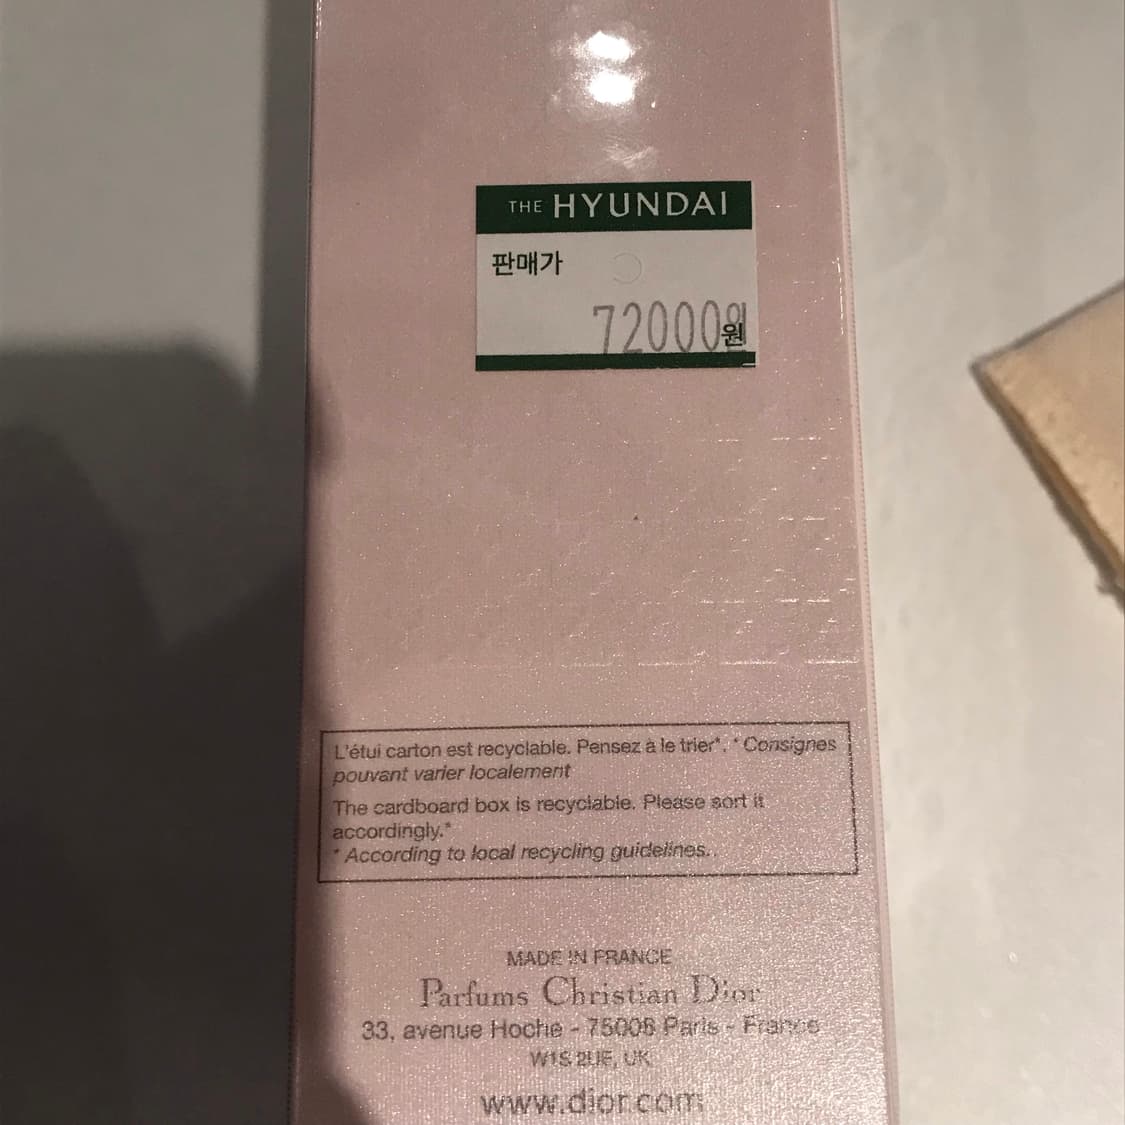 THE HYUNDAI
판매가
72000원
L'étui carton est recyclable. Pensez à le trier*. * Consignes
pouvant varier localement
The cardboard box is recyclable. Please sort it
accordingly.*
* According to local recycling guidelines..
MADE IN FRANCE
Parfums Christian Dior
33, avenue Hoche - 75008 Paris - France
W1S 2UE, UK
www.dior.com